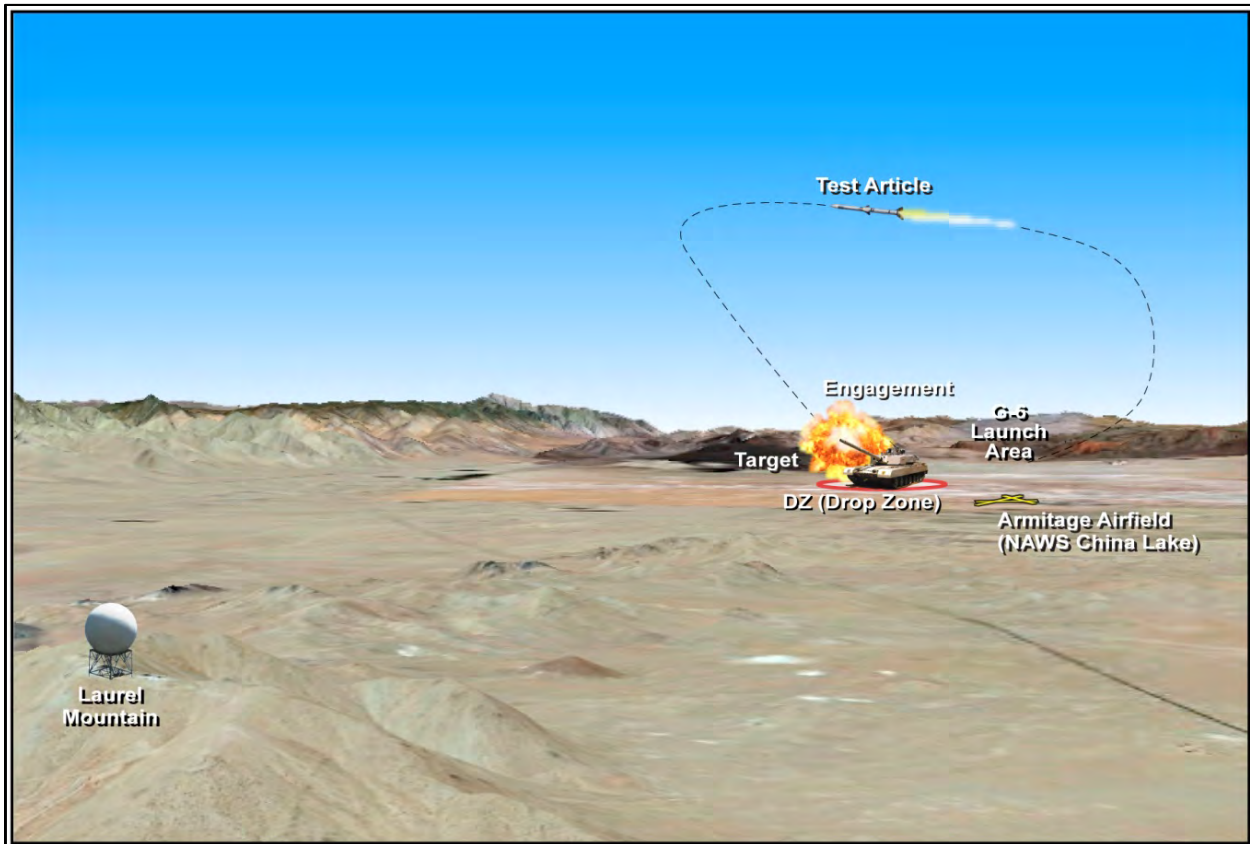 Test Article
Engagement
G-6
Launch
Area
Target
DZ (Drop Zone)
Armitage Airfield
(NAWS China Lake)
Laurel
Mountain